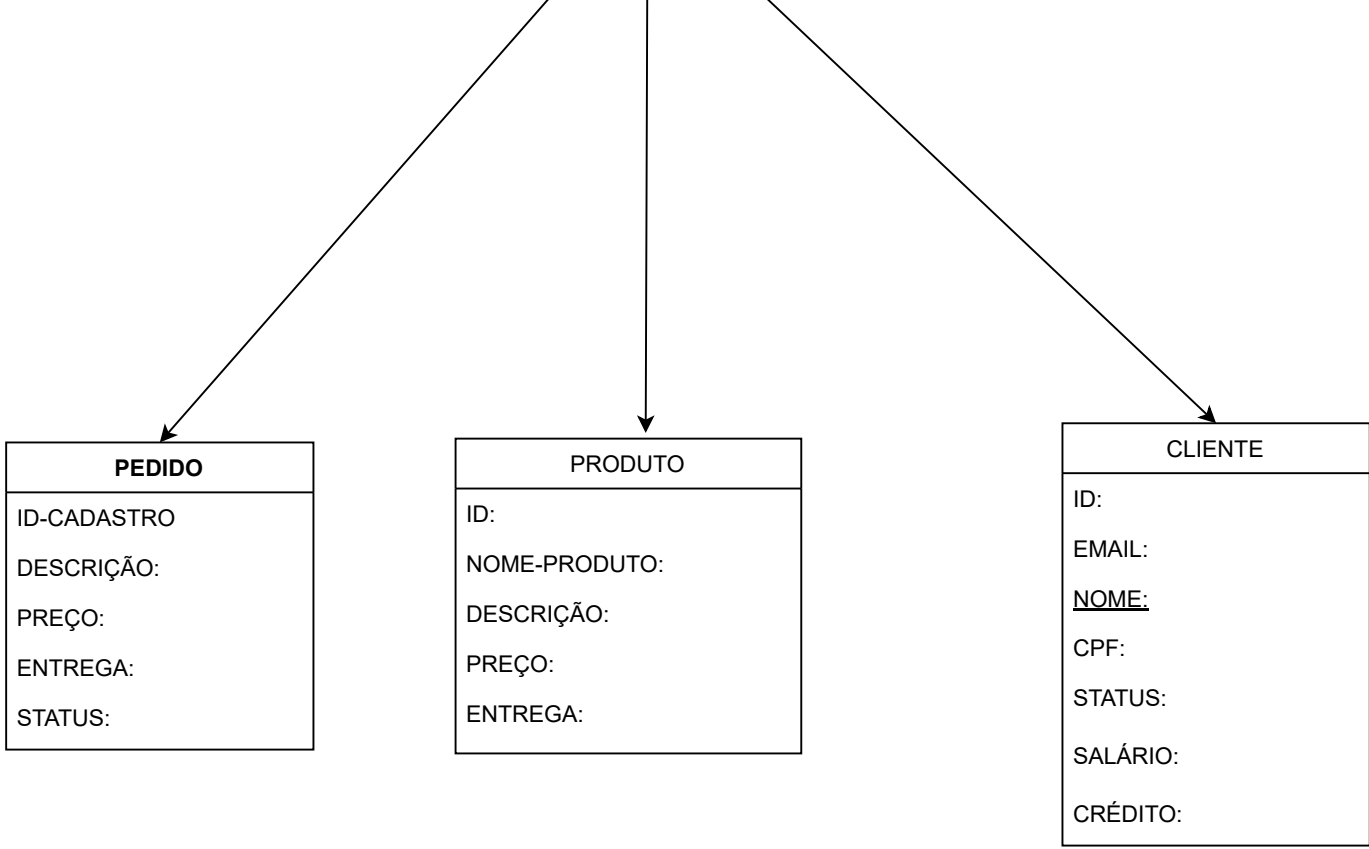 PEDIDO
ID-CADASTRO
DESCRIÇÃO:
PREÇO:
ENTREGA:
STATUS:
PRODUTO
ID:
NOME-PRODUTO:
DESCRIÇÃO:
PREÇO:
ENTREGA:
CLIENTE
ID:
EMAIL:
NOME:
CPF:
STATUS:
SALÁRIO:
CRÉDITO: